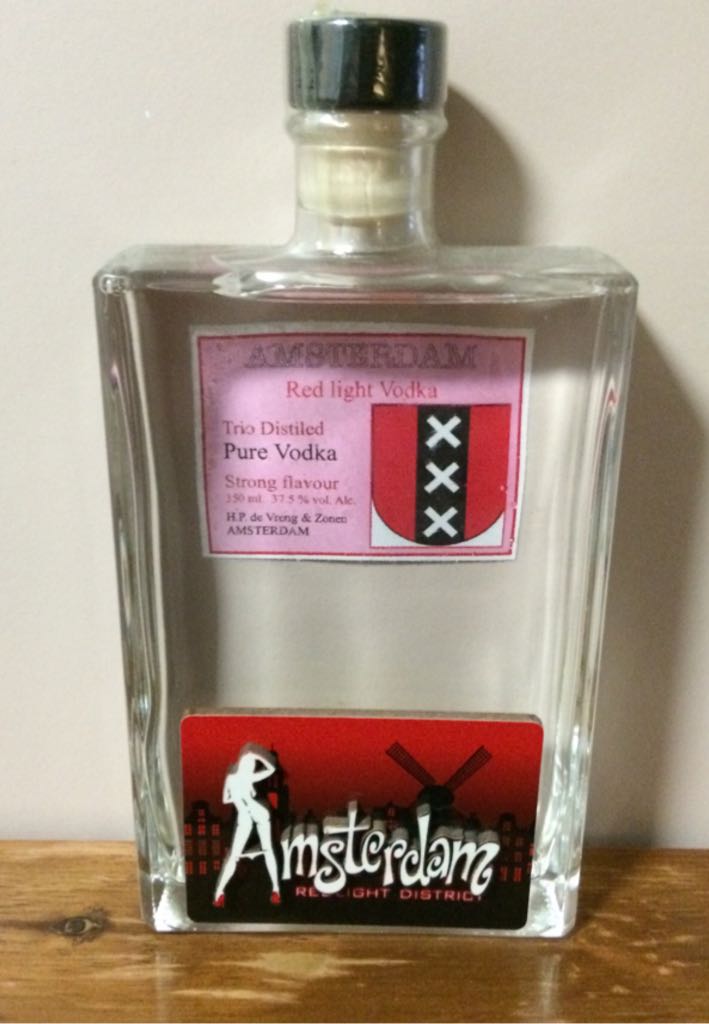 AMSTERDAM
Red light Vodka
Trio Distiled
Pure Vodka
Strong flavour
350 ml. 37.5 % vol. Alc.
H.P. de Vreng & Zonen
AMSTERDAM
Amsterdam
RED LIGHT DISTRICT